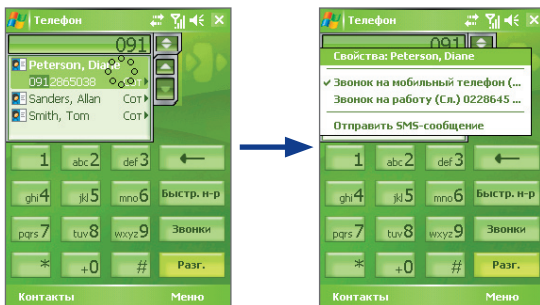 Телефон
091
Peterson, Diane
0912865038 Сот
Sanders, Allan Сот
Smith, Tom Сот
1 abc 2 def 3
ghi 4 jkl 5 mno 6 Быстр. н-р
pqrs 7 tuv 8 wxyz 9 Звонки
* +0 # Разг.
Контакты Меню
Телефон
091
Свойства: Peterson, Diane
Звонок на мобильный телефон (...
Звонок на работу (Сл.) 0228645 ...
Отправить SMS-сообщение
1 abc 2 def 3
ghi 4 jkl 5 mno 6 Быстр. н-р
pqrs 7 tuv 8 wxyz 9 Звонки
* +0 # Разг.
Контакты Меню